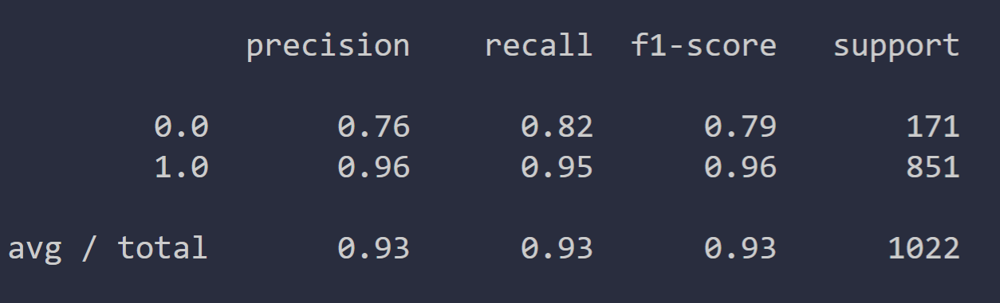 precision recall f1-score support
0.0 0.76 0.82 0.79 171
1.0 0.96 0.95 0.96 851
avg / total 0.93 0.93 0.93 1022